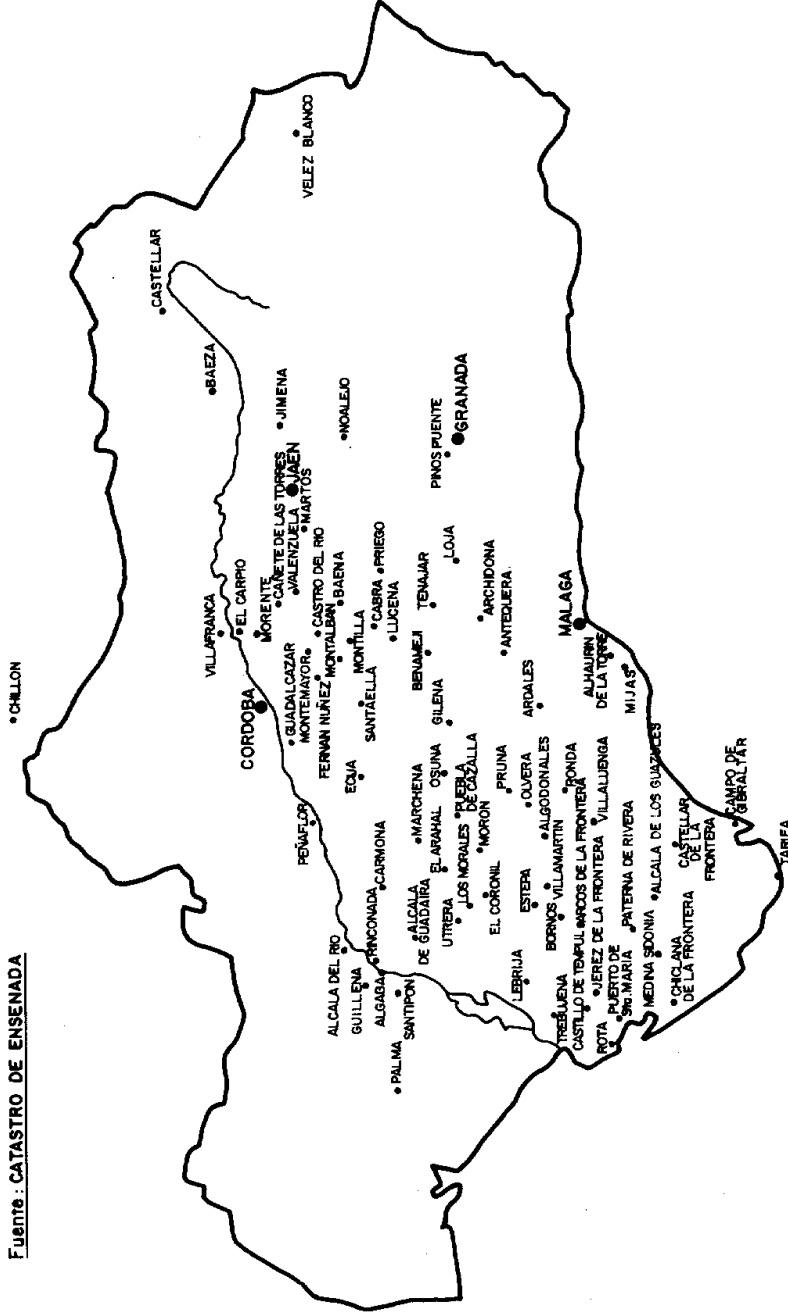 Fuente : CATASTRO DE ENSENADA
CHILLON
CASTELLAR
BAEZA
VELEZ BLANCO
VILLAFRANCA
EL CARPIO
MORENTE
CAÑETE DE LAS TORRES
JIMENA
CORDOBA
GUADALCAZAR
VALENZUELA
JAEN
MARTOS
MONTEMAYOR
CASTRO DEL RIO
PEÑAFLOR
FERNAN NUÑEZ
MONTALBAN
BAENA
NOALEJO
MONTILLA
ECIJA
SANTAELLA
CABRA
PRIEGO
LUCENA
ALCALA DEL RIO
GUILLENA
RINCONADA
CARMONA
ALGABA
SANTIPON
PALMA
ALCALA
DE GUADAIRA
MARCHENA
BENAMEJI
TENAJAR
UTRERA
EL ARAHAL
OSUNA
GILENA
LOJA
PINOS PUENTE
GRANADA
LOS MORALES
PUEBLA
DE CAZALLA
MORON
ARCHIDONA
EL CORONIL
PRUNA
ANTEQUERA
LEBRIJA
ESTEPA
OLVERA
ARDALES
BORNOS
VILLAMARTIN
ALGODONALES
TREBUJENA
CASTILLO DE TEMPUL
ARCOS DE LA FRONTERA
RONDA
MALAGA
JEREZ DE LA FRONTERA
VILLALUENGA
ALHAURIN
DE LA TORRE
ROTA
PUERTO DE
Sta. MARIA
PATERNA DE RIVERA
MIJAS
MEDINA SIDONIA
ALCALA DE LOS GUAZULES
CHICLANA
DE LA FRONTERA
CASTELLAR
DE LA
FRONTERA
CAMPO DE
GIBRALTAR
TARIFA